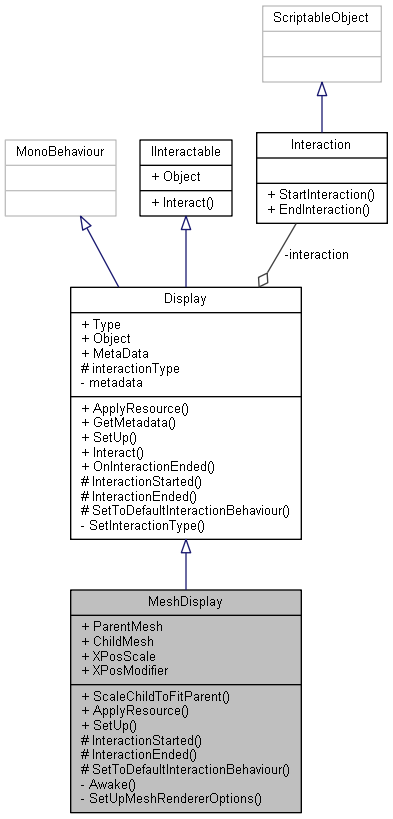 ScriptableObject
MonoBehaviour
IInteractable
+ Object
+ Interact()
Interaction
+ StartInteraction()
+ EndInteraction()
-interaction
Display
+ Type
+ Object
+ MetaData
# interactionType
- metadata
+ ApplyResource()
+ GetMetadata()
+ SetUp()
+ Interact()
+ OnInteractionEnded()
# InteractionStarted()
# InteractionEnded()
# SetToDefaultInteractionBehaviour()
- SetInteractionType()
MeshDisplay
+ ParentMesh
+ ChildMesh
+ XPosScale
+ XPosModifier
+ ScaleChildToFitParent()
+ ApplyResource()
+ SetUp()
# InteractionStarted()
# InteractionEnded()
# SetToDefaultInteractionBehaviour()
- Awake()
- SetUpMeshRendererOptions()